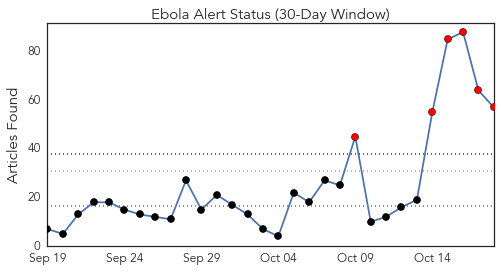 Ebola Alert Status (30-Day Window)
Articles Found
80
60
40
20
0
Sep 19 Sep 24 Sep 29 Oct 04 Oct 09 Oct 14